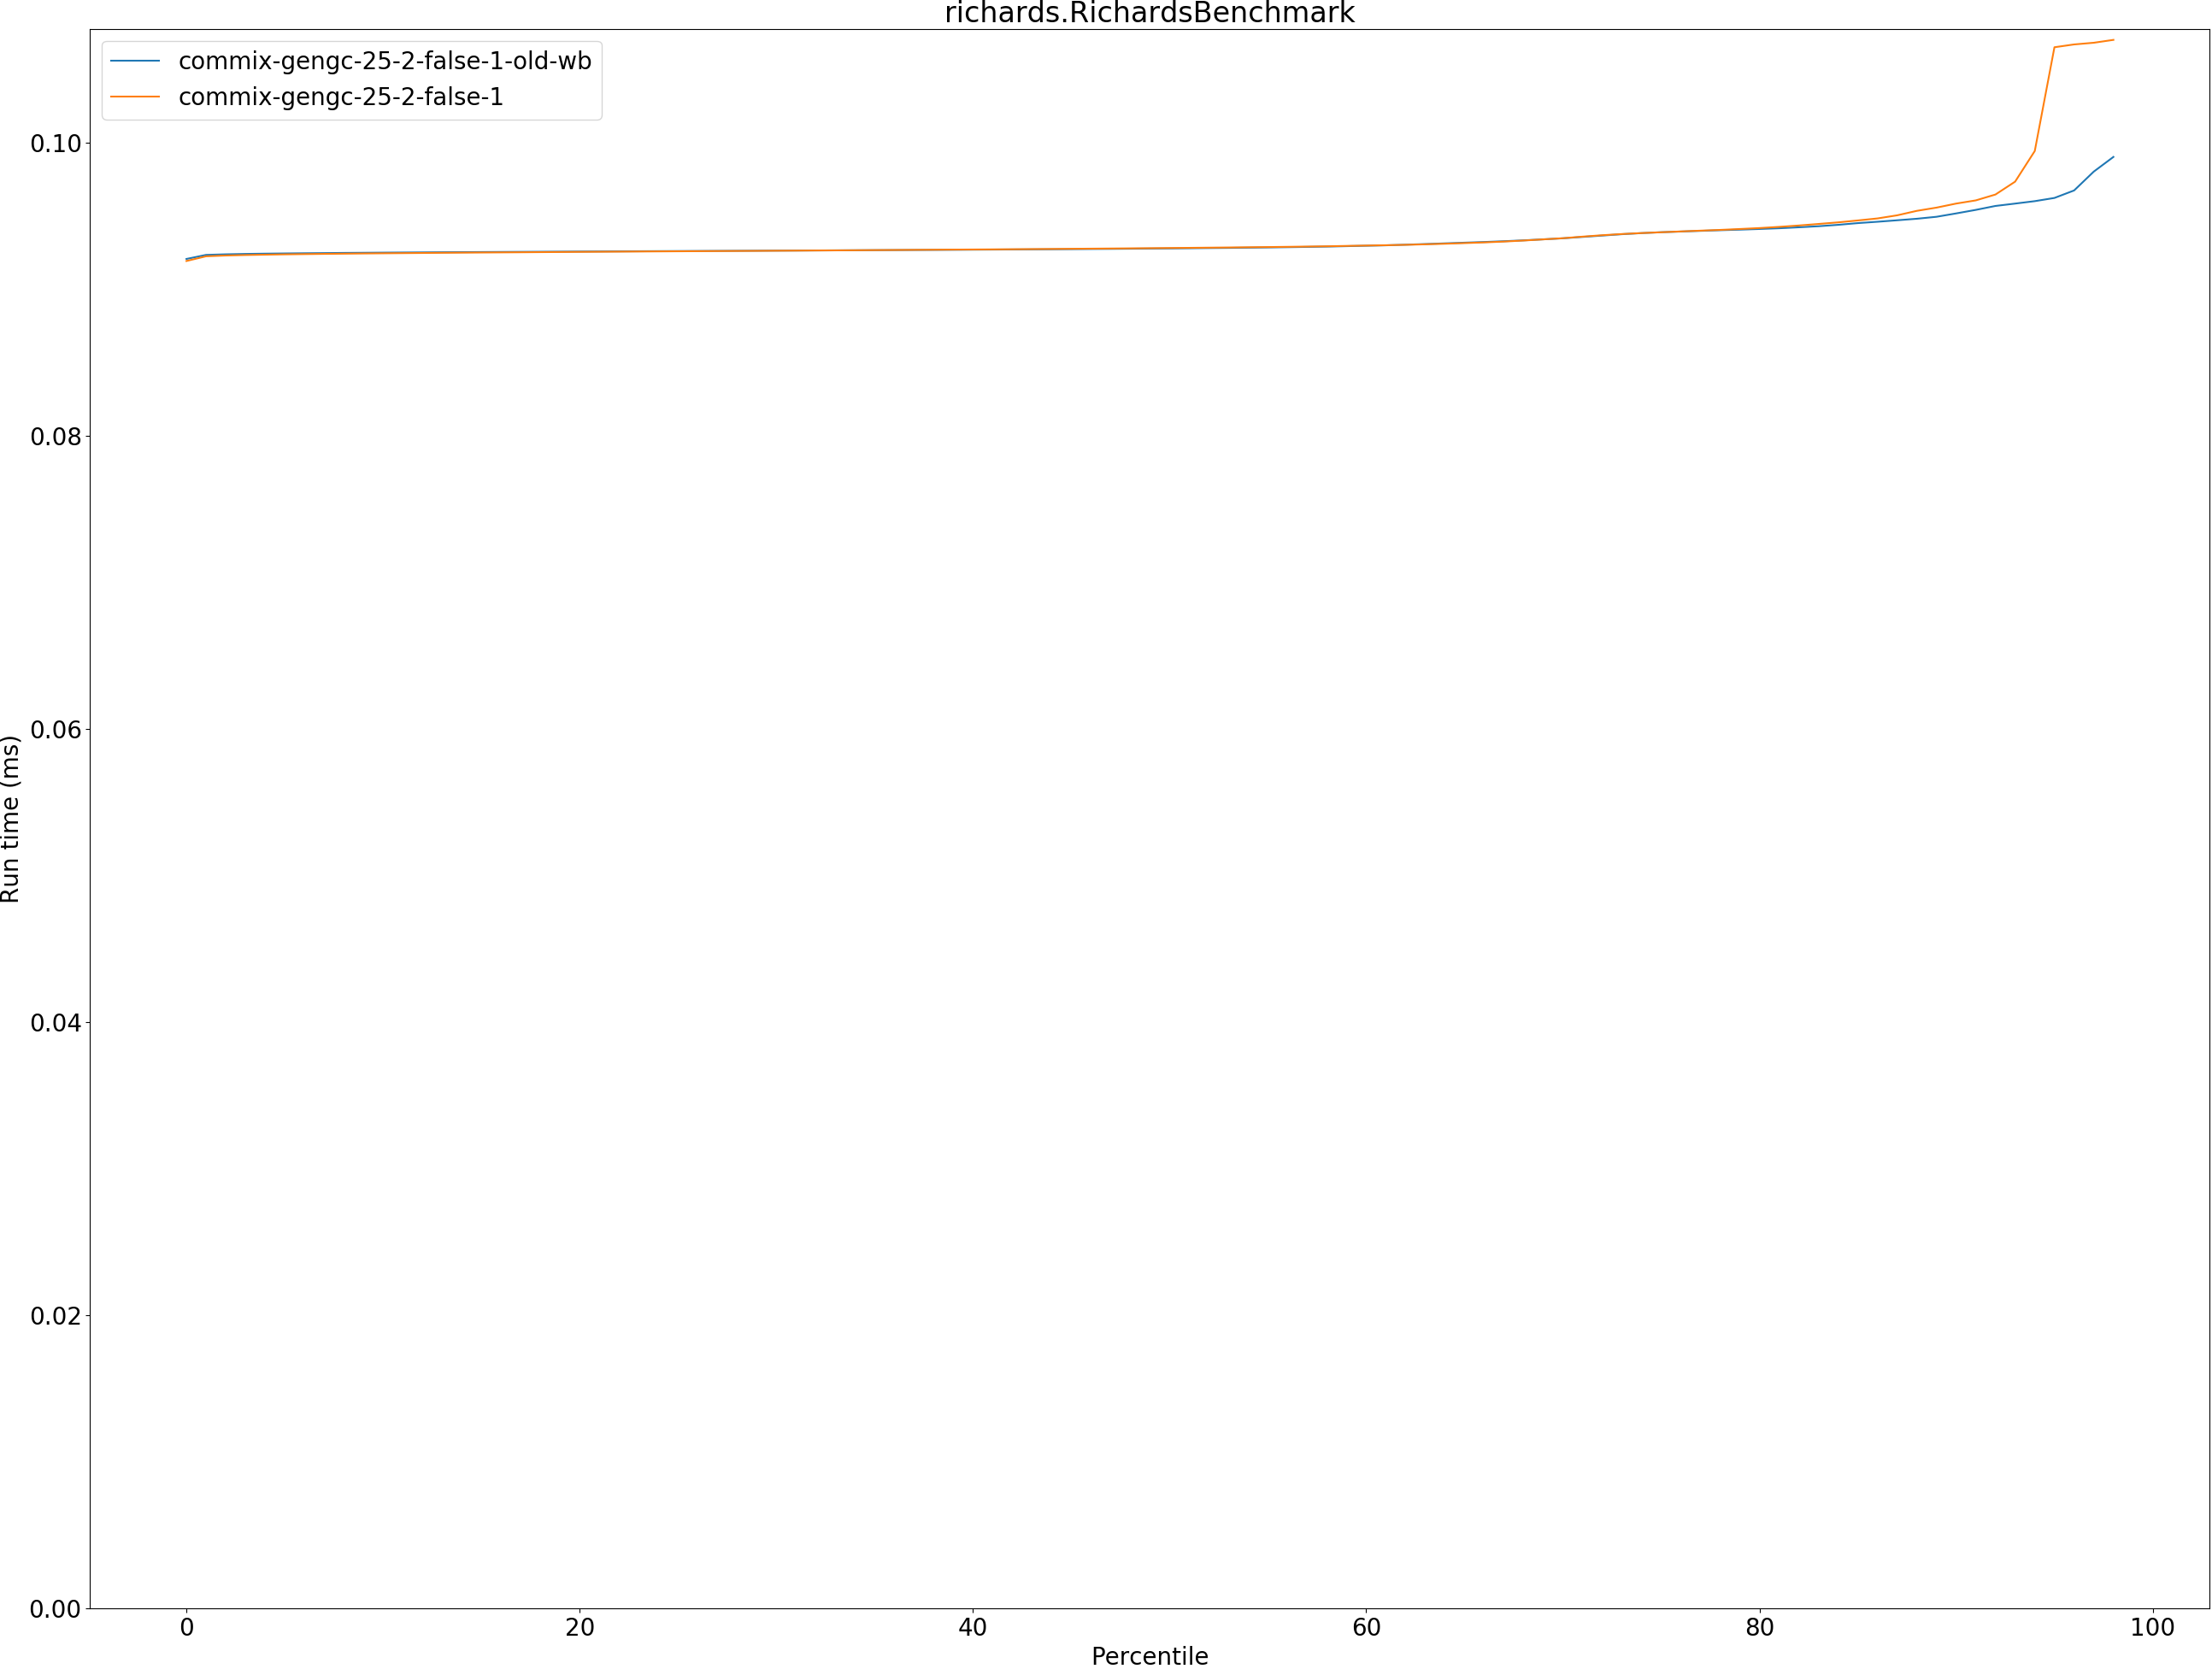 richards.RichardsBenchmark
commix-gengc-25-2-false-1-old-wb
commix-gengc-25-2-false-1
0.10
0.08
0.06
0.04
0.02
0.00
Run time (ms)
0 20 40 60 80 100
Percentile